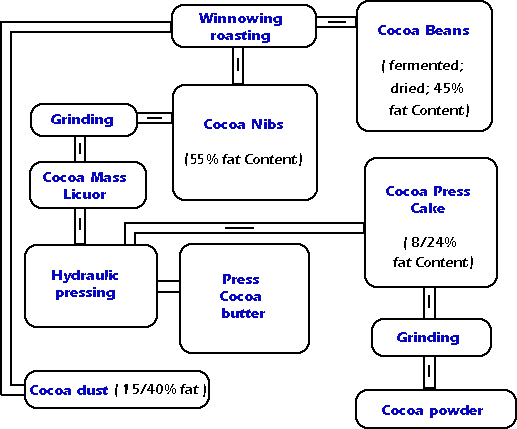 Winnowing
roasting
Cocoa Beans
( fermented;
dried; 45%
fat Content)
Grinding
Cocoa Nibs
(55% fat Content)
Cocoa Mass
Licuor
Cocoa Press
Cake
( 8/24%
fat Content)
Hydraulic
pressing
Press
Cocoa
butter
Grinding
Cocoa dust ( 15/40% fat )
Cocoa powder